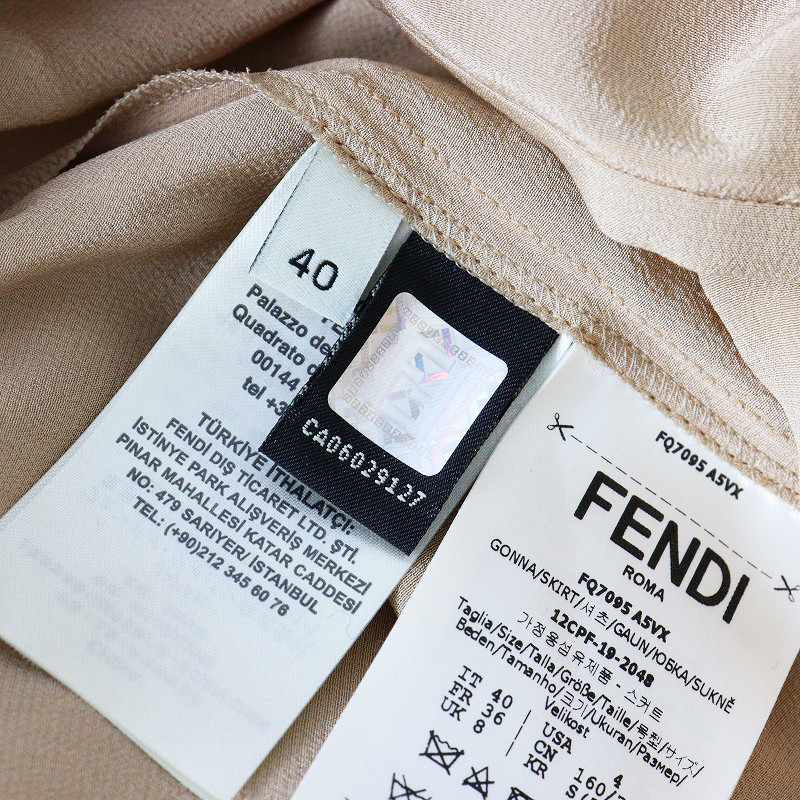 40
Palazzo de
Quadrato d
00144
tel +3
TÜRKİYE İTHALATÇI:
FENDİ DIŞ TİCARET LTD. ŞTİ.
İSTİNYE PARK ALIŞVERİŞ MERKEZİ
PINAR MAHALLESİ KATAR CADDESİ
NO: 479 SARIYER/ İSTANBUL
TEL: (+90)212 345 60 76
CA06029127
FQ7095 A5VX
FENDI
ROMA
FQ7095 A5VX
GONNA/SKIRT/셔츠/GAUN/ЮБКА/SUKNĚ
12CPF-19-2048
가정용섬유제품 - 스커트
Taglia/Size/Talla/Größe/Taille/型/サイズ/
Beden/Tamanho/크기/Ukuran/Размер/
Velikost
IT 40 | USA 4
FR 36 | CN 160/
UK 8 | KR S/